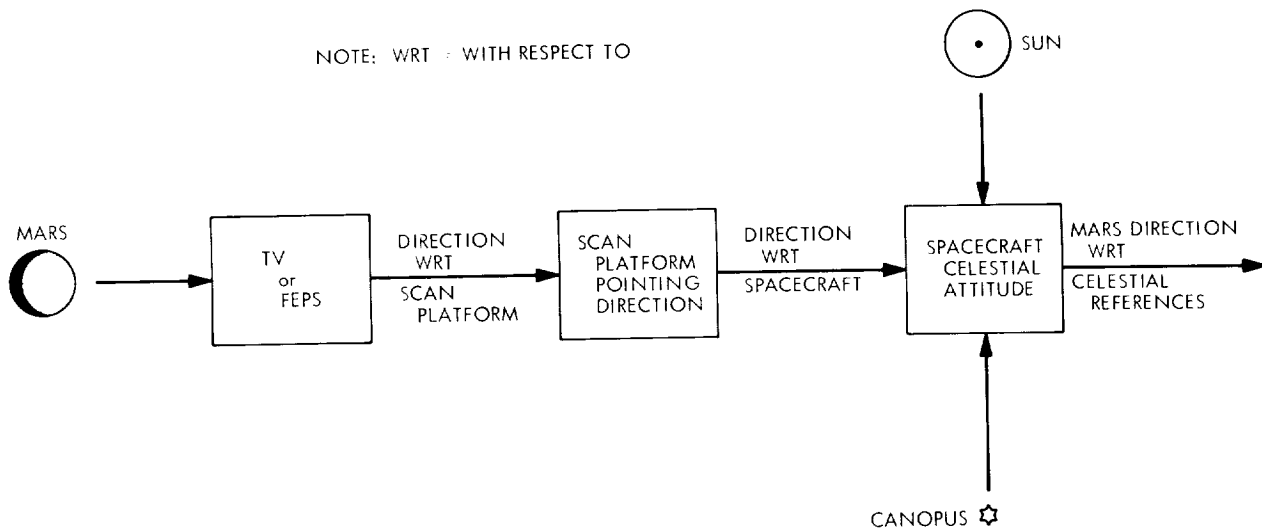 NOTE: WRT = WITH RESPECT TO
SUN
MARS
TV
or
FEPS
DIRECTION
WRT
SCAN
PLATFORM
SCAN
PLATFORM
POINTING
DIRECTION
DIRECTION
WRT
SPACECRAFT
SPACECRAFT
CELESTIAL
ATTITUDE
MARS DIRECTION
WRT
CELESTIAL
REFERENCES
CANOPUS